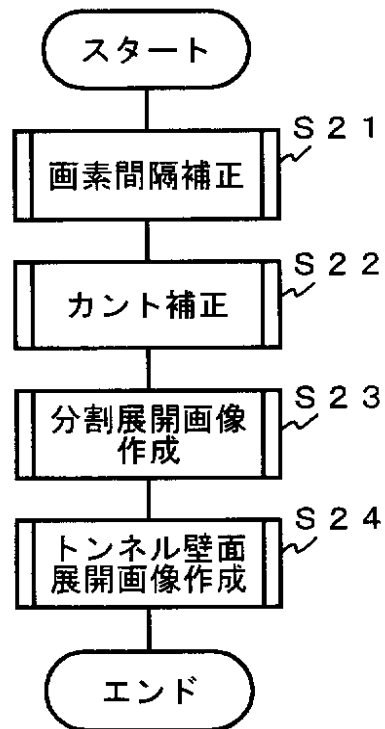 スタート
S21
画素間隔補正
S22
カント補正
S23
分割展開画像
作成
S24
トンネル壁面
展開画像作成
エンド